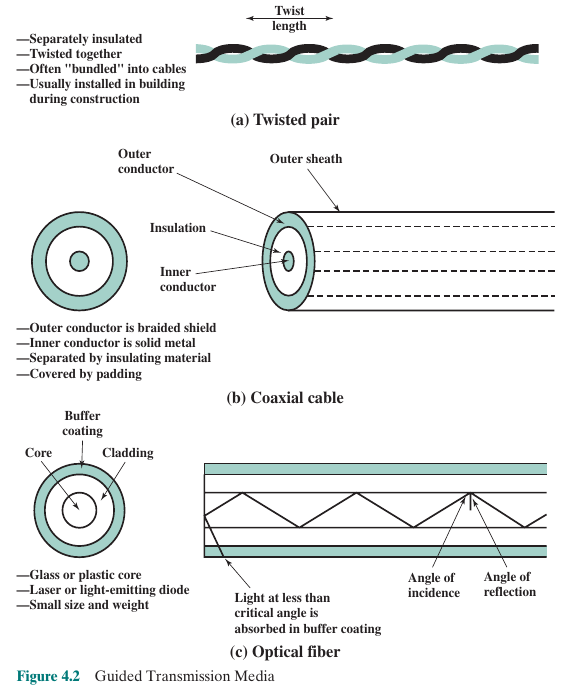 Twist
length
—Separately insulated
—Twisted together
—Often "bundled" into cables
—Usually installed in building
during construction
(a) Twisted pair
Outer
conductor
Outer sheath
Insulation
Inner
conductor
—Outer conductor is braided shield
—Inner conductor is solid metal
—Separated by insulating material
—Covered by padding
(b) Coaxial cable
Buffer
coating
Core
Cladding
—Glass or plastic core
—Laser or light-emitting diode
—Small size and weight
Light at less than
critical angle is
absorbed in buffer coating
Angle of
incidence
Angle of
reflection
(c) Optical fiber
Figure 4.2 Guided Transmission Media